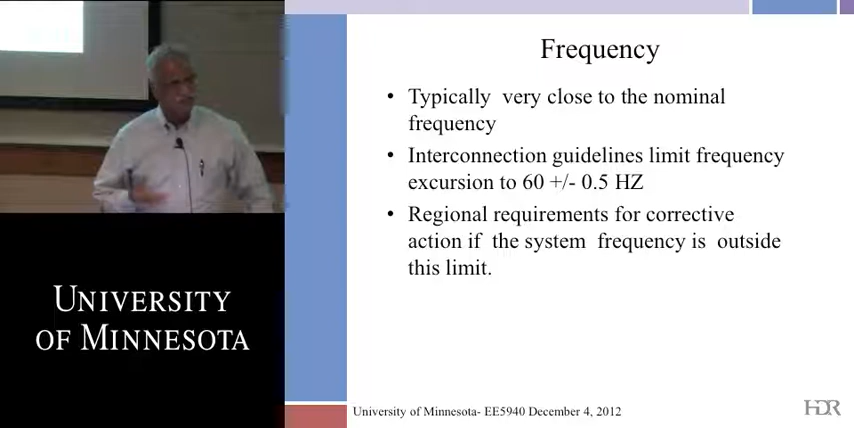 Frequency
• Typically very close to the nominal
frequency
• Interconnection guidelines limit frequency
excursion to 60 +/- 0.5 HZ
• Regional requirements for corrective
action if the system frequency is outside
this limit.
UNIVERSITY
OF MINNESOTA
University of Minnesota- EE5940 December 4, 2012
HDR